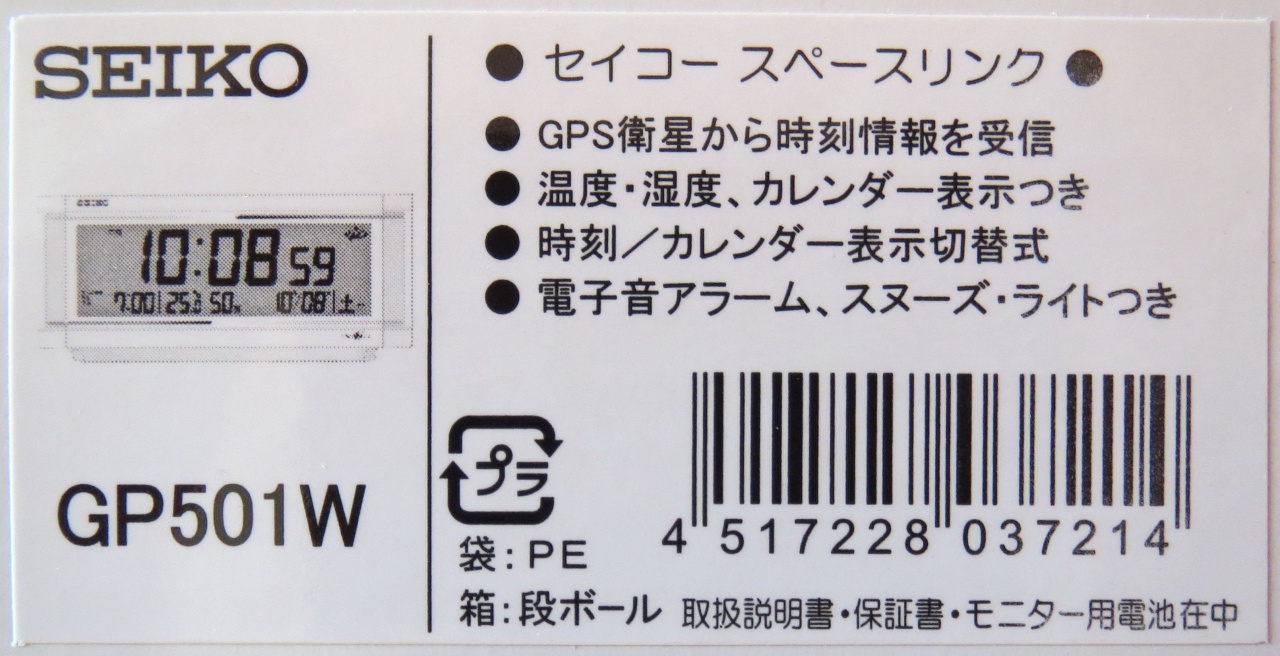 SEIKO
SEIKO
10:08 59
7:00 25.3 50%
10 08 土
GP501W
● セイコー スペースリンク ●
● GPS衛星から時刻情報を受信
● 温度・湿度、カレンダー表示つき
● 時刻／カレンダー表示切替式
● 電子音アラーム、スヌーズ・ライトつき
プラ
袋：PE
箱：段ボール
4 517228 037214
取扱説明書・保証書・モニター用電池在中